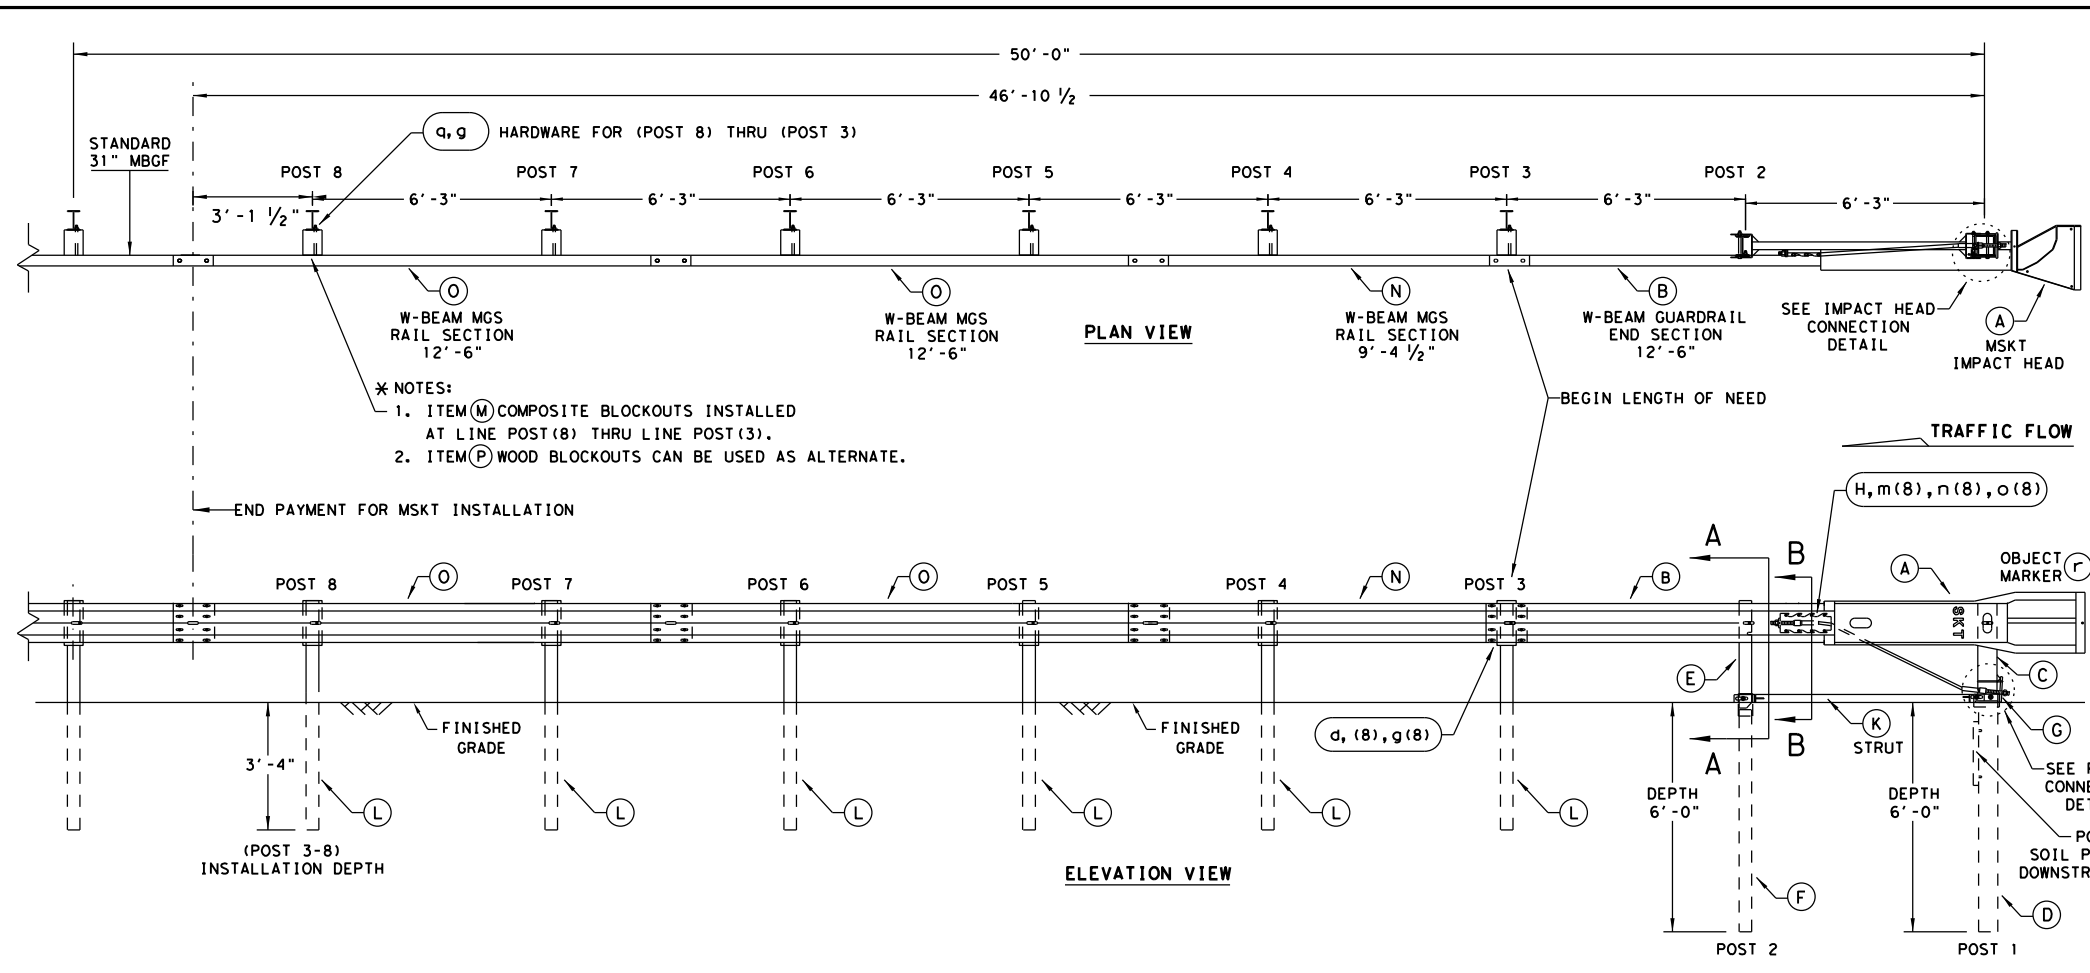 50'-0"
46'-10 1/2
STANDARD
31" MBGF
q,g HARDWARE FOR (POST 8) THRU (POST 3)
POST 8 POST 7 POST 6 POST 5 POST 4 POST 3 POST 2
3'-1 1/2" 6'-3" 6'-3" 6'-3" 6'-3" 6'-3" 6'-3" 6'-3"
O
W-BEAM MGS
RAIL SECTION
12'-6"
O
W-BEAM MGS
RAIL SECTION
12'-6"
PLAN VIEW
N
W-BEAM MGS
RAIL SECTION
9'-4 1/2"
B
W-BEAM GUARDRAIL
END SECTION
12'-6"
SEE IMPACT HEAD
CONNECTION
DETAIL
A
MSKT
IMPACT HEAD
* NOTES:
1. ITEM M COMPOSITE BLOCKOUTS INSTALLED
AT LINE POST(8) THRU LINE POST(3).
2. ITEM P WOOD BLOCKOUTS CAN BE USED AS ALTERNATE.
BEGIN LENGTH OF NEED
TRAFFIC FLOW
END PAYMENT FOR MSKT INSTALLATION
H,m(8),n(8),o(8)
A B
OBJECT
MARKER r
POST 8 O POST 7 POST 6 O POST 5 POST 4 N POST 3 B A
SKT
E
C
FINISHED
GRADE
FINISHED
GRADE
d,(8),g(8)
K
STRUT
G
A B
3'-4"
L L L L L
DEPTH
6'-0"
DEPTH
6'-0"
SEE
CONNE
DET
(POST 3-8)
INSTALLATION DEPTH
ELEVATION VIEW
SOIL P
DOWNSTR
F
D
POST 2 POST 1